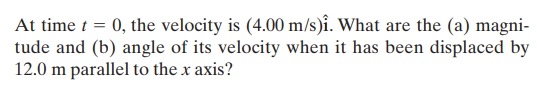 At time t = 0, the velocity is (4.00 m/s)î. What are the (a) magni-
tude and (b) angle of its velocity when it has been displaced by
12.0 m parallel to the x axis?